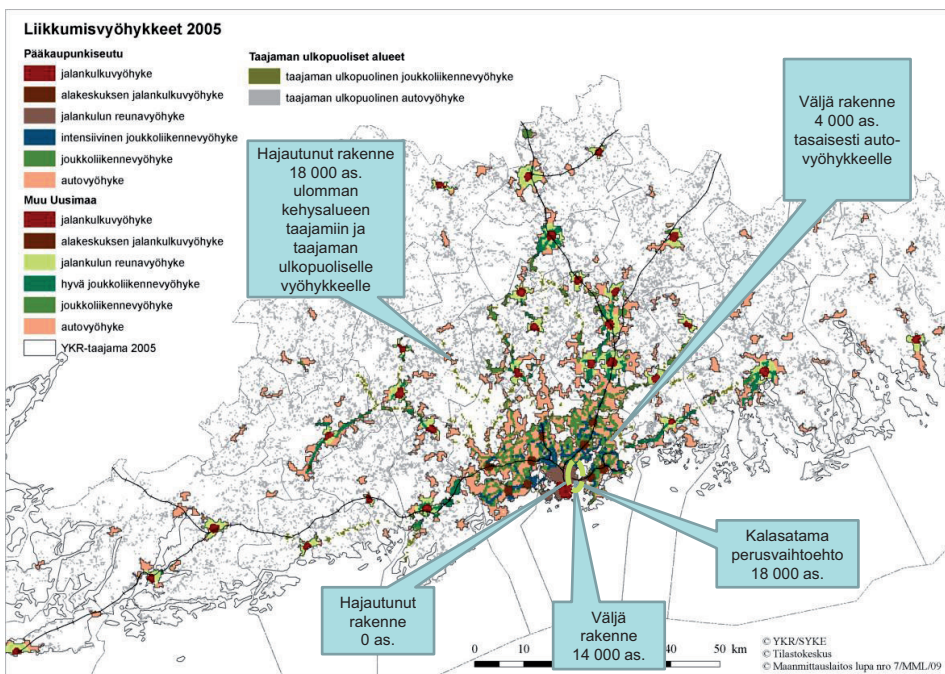 Liikkumisvyöhykkeet 2005
Pääkaupunkiseutu
jalankulkuvyöhyke
alakeskuksen jalankulkuvyöhyke
jalankulun reunavyöhyke
intensiivinen joukkoliikennevyöhyke
joukkoliikennevyöhyke
autovyöhyke
Muu Uusimaa
jalankulkuvyöhyke
alakeskuksen jalankulkuvyöhyke
jalankulun reunavyöhyke
hyvä joukkoliikennevyöhyke
joukkoliikennevyöhyke
autovyöhyke
YKR-taajama 2005
Taajaman ulkopuoliset alueet
taajaman ulkopuolinen joukkoliikennevyöhyke
taajaman ulkopuolinen autovyöhyke
Hajautunut rakenne
18 000 as.
ulomman
kehysalueen
taajamiin ja
taajaman
ulkopuoliselle
vyöhykkeelle
Väljä rakenne
4 000 as.
tasaisesti auto-
vyöhykkeelle
Kalasatama
perusvaihtoehto
18 000 as.
Hajautunut
rakenne
0 as.
Väljä
rakenne
14 000 as.
0 10 20 30 40 50 km
© YKR/SYKE
© Tilastokeskus
© Maanmittauslaitos lupa nro 7/MML/09